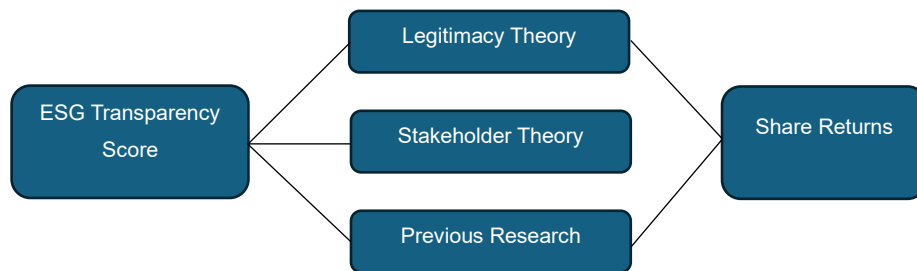 Legitimacy Theory
ESG Transparency
Score
Stakeholder Theory
Share Returns
Previous Research